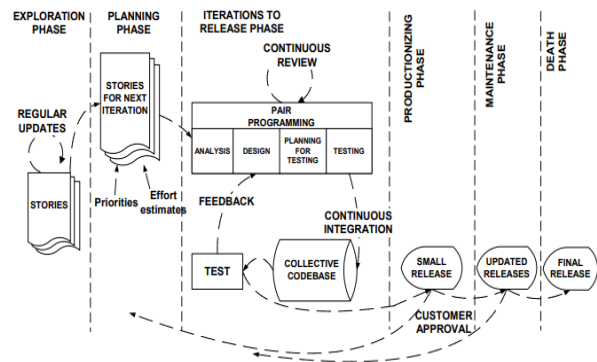 EXPLORATION
PHASE
PLANNING
PHASE
ITERATIONS TO
RELEASE PHASE
PRODUCTIONIZING
PHASE
MAINTENANCE
PHASE
DEATH
PHASE
REGULAR
UPDATES
STORIES
STORIES
FOR NEXT
ITERATION
Priorities
Effort
estimates
CONTINUOUS
REVIEW
PAIR
PROGRAMMING
ANALYSIS
DESIGN
PLANNING
FOR
TESTING
TESTING
FEEDBACK
CONTINUOUS
INTEGRATION
TEST
COLLECTIVE
CODEBASE
SMALL
RELEASE
UPDATED
RELEASES
FINAL
RELEASE
CUSTOMER
APPROVAL